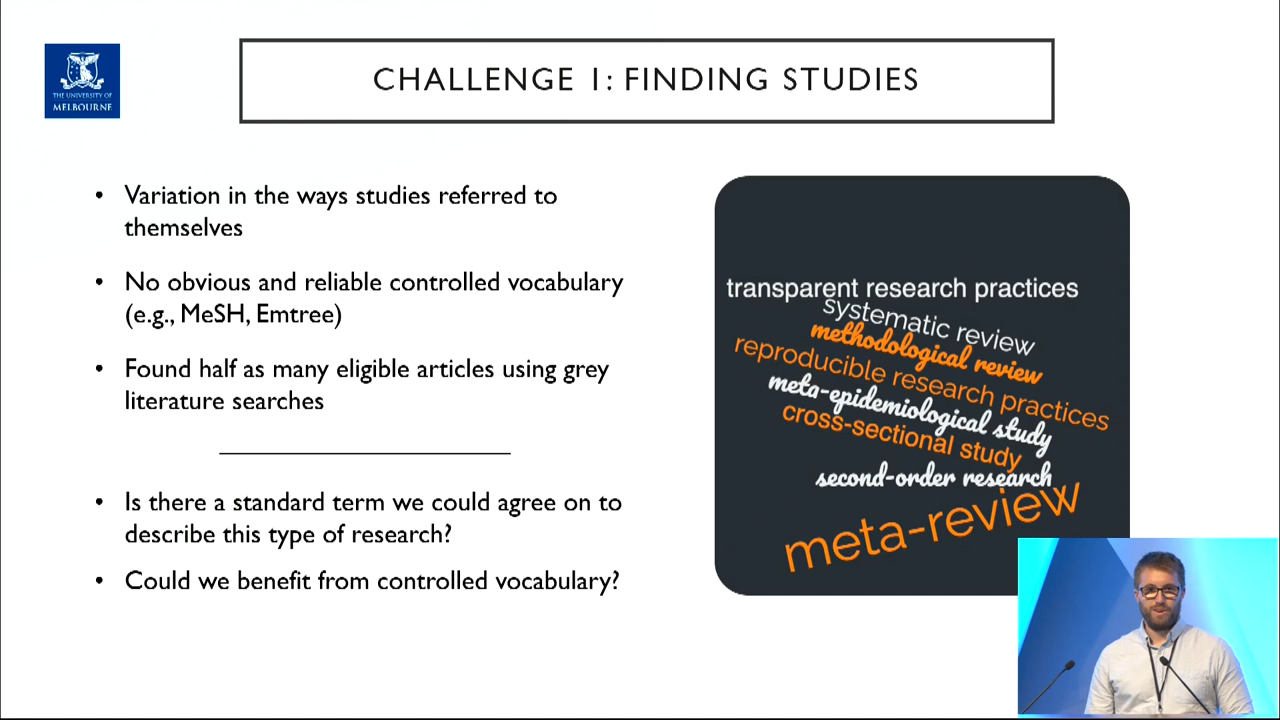 THE UNIVERSITY OF
MELBOURNE
CHALLENGE 1: FINDING STUDIES
• Variation in the ways studies referred to
themselves
• No obvious and reliable controlled vocabulary
(e.g., MeSH, Emtree)
• Found half as many eligible articles using grey
literature searches
• Is there a standard term we could agree on to
describe this type of research?
• Could we benefit from controlled vocabulary?
transparent research practices
systematic review
methodological review
reproducible research practices
meta-epidemiological study
cross-sectional study
second-order research
meta-review